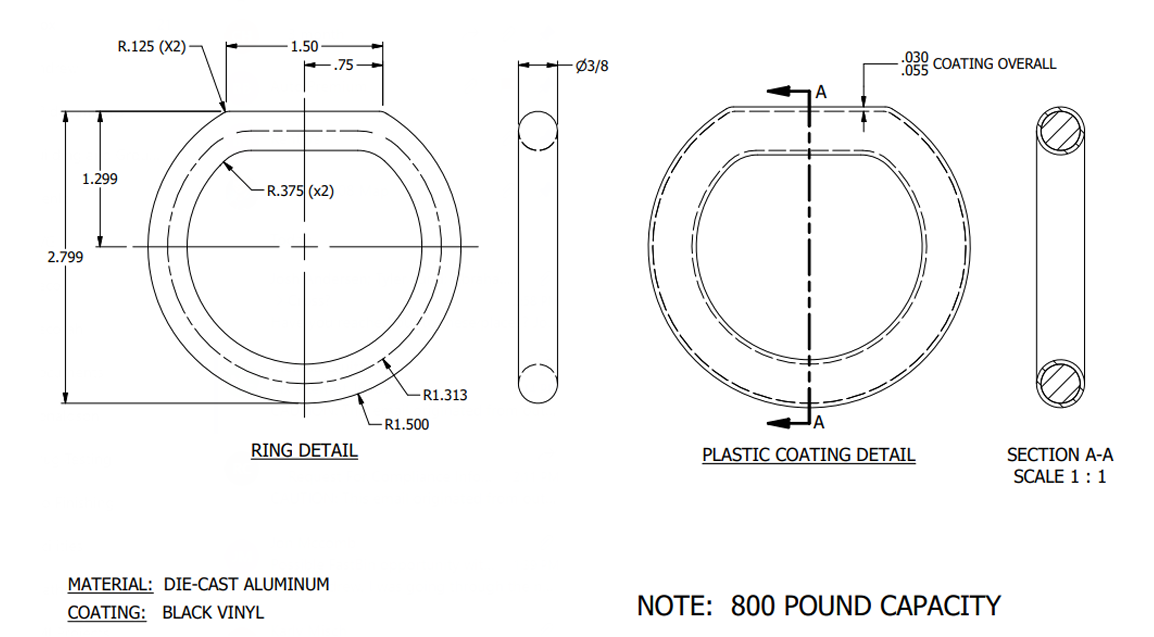 R.125 (X2)
1.50
.75
Ø3/8
.030
.055 COATING OVERALL
A
1.299
2.799
R.375 (x2)
R1.313
R1.500
A
RING DETAIL
PLASTIC COATING DETAIL
SECTION A-A
SCALE 1 : 1
MATERIAL: DIE-CAST ALUMINUM
COATING: BLACK VINYL
NOTE: 800 POUND CAPACITY